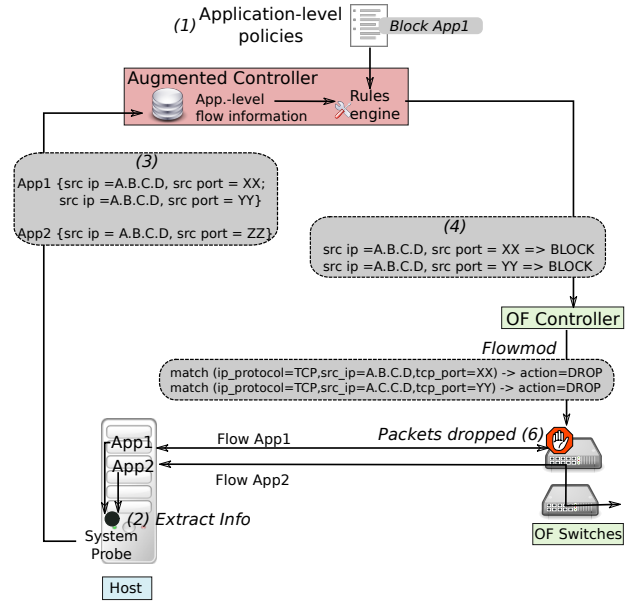 (1) Application-level
policies
Block App1
Augmented Controller
App.-level
flow information
Rules
engine
(3)
App1 {src ip =A.B.C.D, src port = XX;
src ip =A.B.C.D, src port = YY}
App2 {src ip = A.B.C.D, src port = ZZ}
(4)
src ip =A.B.C.D, src port = XX => BLOCK
src ip =A.B.C.D, src port = YY => BLOCK
OF Controller
Flowmod
match (ip_protocol=TCP,src_ip=A.B.C.D,tcp_port=XX) -> action=DROP
match (ip_protocol=TCP,src_ip=A.C.C.D,tcp_port=YY) -> action=DROP
Packets dropped (6)
App1
Flow App1
App2
Flow App2
(2) Extract Info
System
Probe
OF Switches
Host